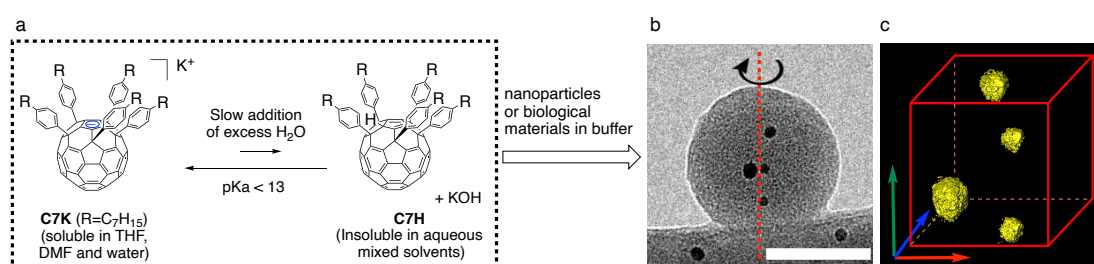 a
b
c
R
R
R
R
R
K⁺
H
R
R
R
R
R
Slow addition
of excess H₂O
pKa < 13
C7K (R=C₇H₁₅)
(soluble in THF,
DMF and water)
+ KOH
C7H
(Insoluble in aqueous
mixed solvents)
nanoparticles
or biological
materials in buffer